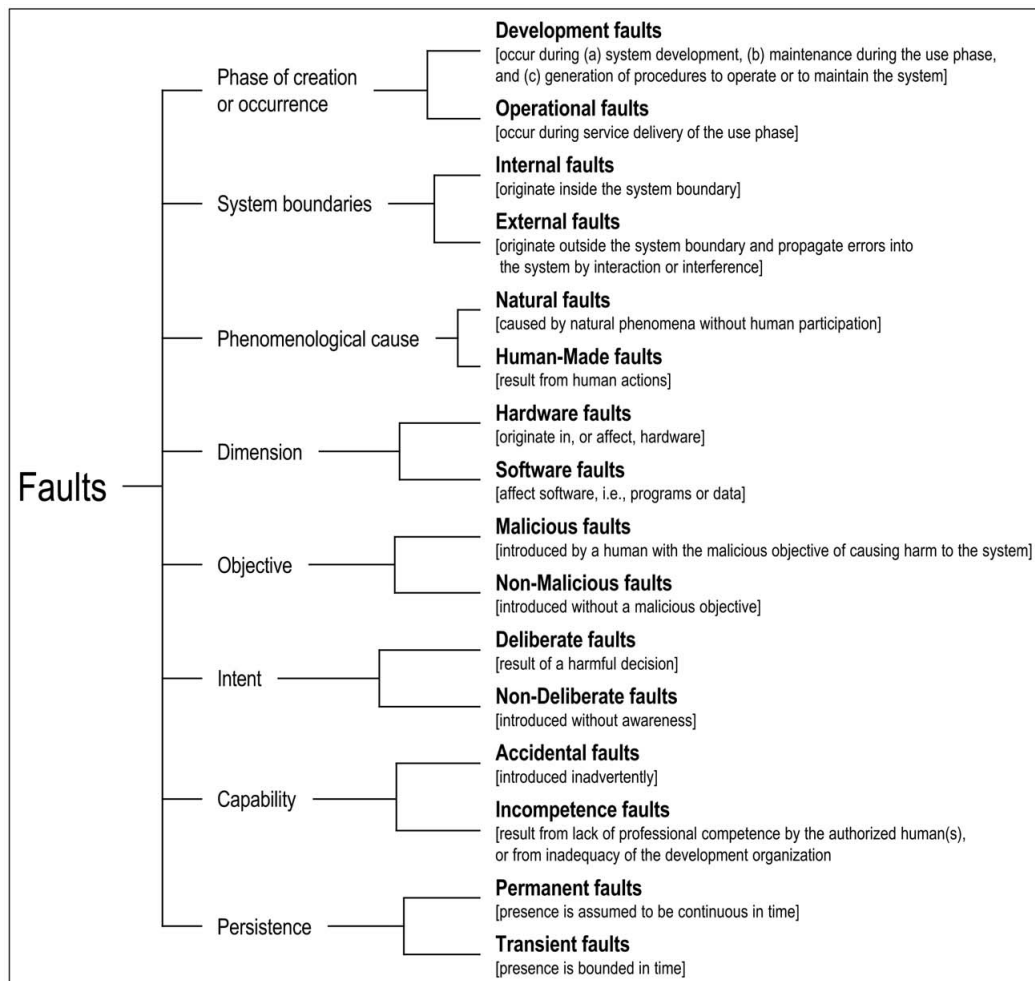 Faults
Phase of creation
or occurrence
Development faults
[occur during (a) system development, (b) maintenance during the use phase,
and (c) generation of procedures to operate or to maintain the system]
Operational faults
[occur during service delivery of the use phase]
System boundaries
Internal faults
[originate inside the system boundary]
External faults
[originate outside the system boundary and propagate errors into
the system by interaction or interference]
Phenomenological cause
Natural faults
[caused by natural phenomena without human participation]
Human-Made faults
[result from human actions]
Dimension
Hardware faults
[originate in, or affect, hardware]
Software faults
[affect software, i.e., programs or data]
Objective
Malicious faults
[introduced by a human with the malicious objective of causing harm to the system]
Non-Malicious faults
[introduced without a malicious objective]
Intent
Deliberate faults
[result of a harmful decision]
Non-Deliberate faults
[introduced without awareness]
Capability
Accidental faults
[introduced inadvertently]
Incompetence faults
[result from lack of professional competence by the authorized human(s),
or from inadequacy of the development organization
Persistence
Permanent faults
[presence is assumed to be continuous in time]
Transient faults
[presence is bounded in time]